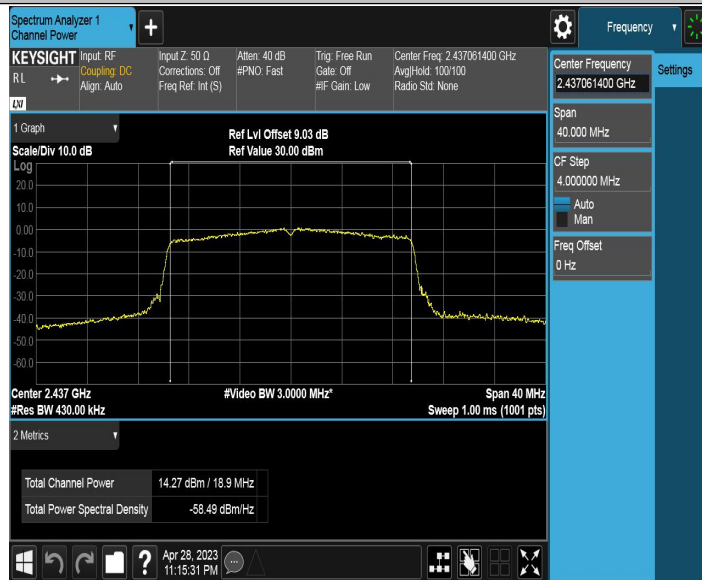 Spectrum Analyzer 1
Channel Power
+
Frequency
KEYSIGHT
RL
LXI
Input: RF
Coupling: DC
Align: Auto
Input Z: 50 Ω
Corrections: Off
Freq Ref: Int (S)
Atten: 40 dB
#PNO: Fast
Trig: Free Run
Gate: Off
#IF Gain: Low
Center Freq: 2.437061400 GHz
Avg|Hold: 100/100
Radio Std: None
Center Frequency
2.437061400 GHz
Settings
Span
40.000 MHz
CF Step
4.000000 MHz
Auto
Man
Freq Offset
0 Hz
1 Graph
Scale/Div 10.0 dB
Ref Lvl Offset 9.03 dB
Ref Value 30.00 dBm
Log
20.0
10.0
0.00
-10.0
-20.0
-30.0
-40.0
-50.0
-60.0
Center 2.437 GHz
#Res BW 430.00 kHz
#Video BW 3.0000 MHz*
Span 40 MHz
Sweep 1.00 ms (1001 pts)
2 Metrics
Total Channel Power 14.27 dBm / 18.9 MHz
Total Power Spectral Density -58.49 dBm/Hz
?
Apr 28, 2023
11:15:31 PM